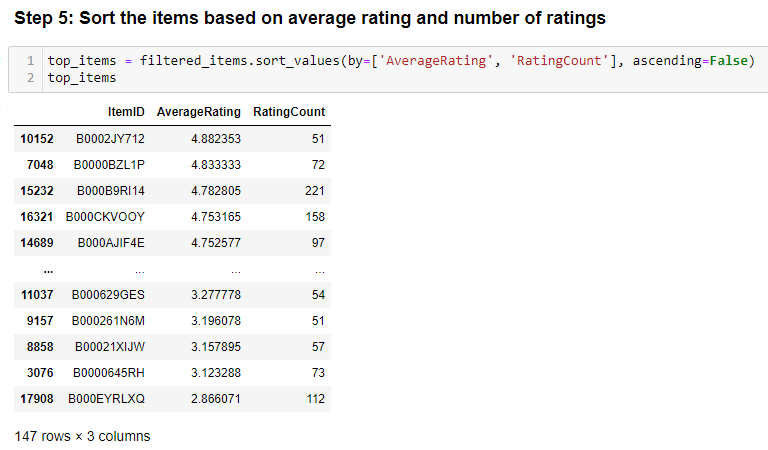 Step 5: Sort the items based on average rating and number of ratings
1 top_items = filtered_items.sort_values(by=['AverageRating', 'RatingCount'], ascending=False)
2 top_items
ItemID AverageRating RatingCount
10152 B0002JY712 4.882353 51
7048 B0000BZL1P 4.833333 72
15232 B000B9RI14 4.782805 221
16321 B000CKVOOY 4.753165 158
14689 B000AJIF4E 4.752577 97
... ... ... ...
11037 B000629GES 3.277778 54
9157 B000261N6M 3.196078 51
8858 B00021XIJW 3.157895 57
3076 B0000645RH 3.123288 73
17908 B000EYRLXQ 2.866071 112
147 rows × 3 columns